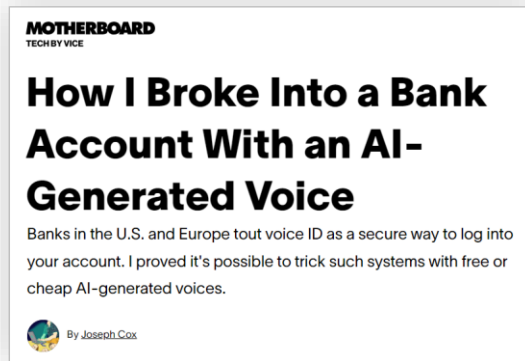 MOTHERBOARD
TECH BY VICE
How I Broke Into a Bank
Account With an AI-
Generated Voice
Banks in the U.S. and Europe tout voice ID as a secure way to log into
your account. I proved it's possible to trick such systems with free or
cheap AI-generated voices.
By Joseph Cox